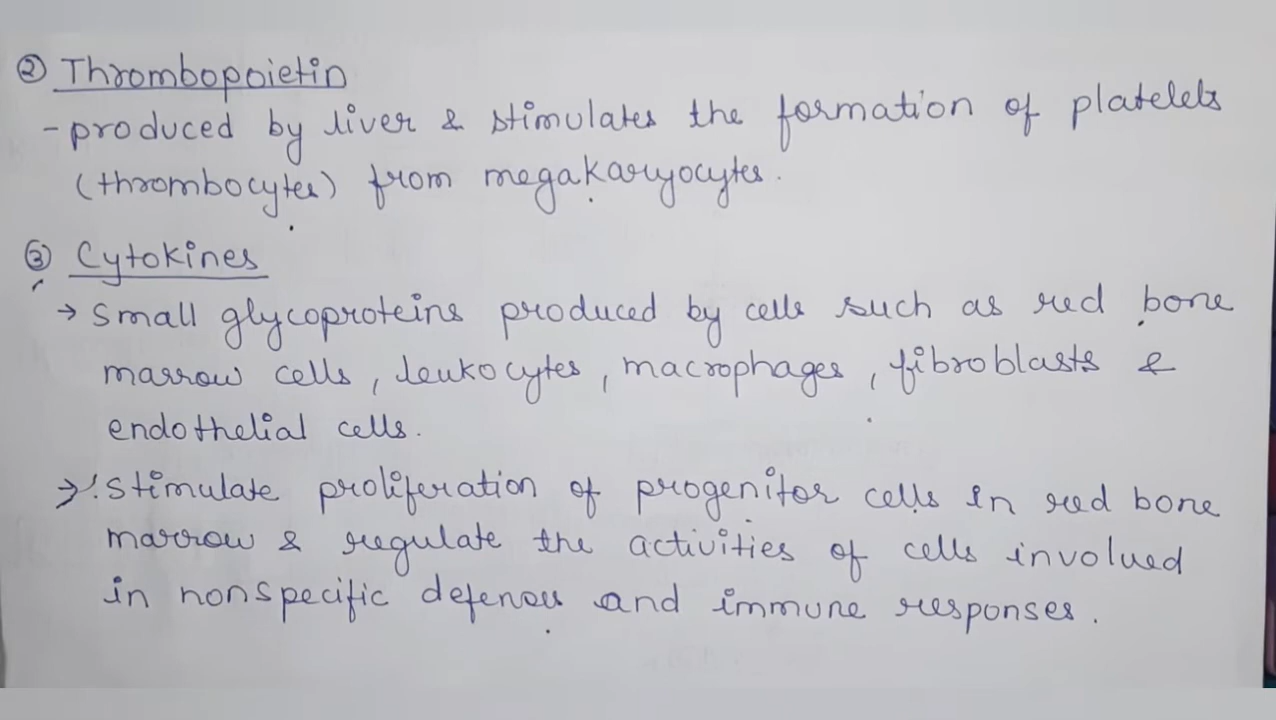 ② Thrombopoietin
- produced by liver & stimulates the formation of platelets
(thrombocytes) from megakaryocytes.
③ Cytokines
→ Small glycoproteins produced by cells such as red bone
marrow cells, leukocytes, macrophages, fibroblasts &
endothelial cells.
→ Stimulate proliferation of progenitor cells in red bone
marrow & regulate the activities of cells involved
in nonspecific defenses and immune responses.